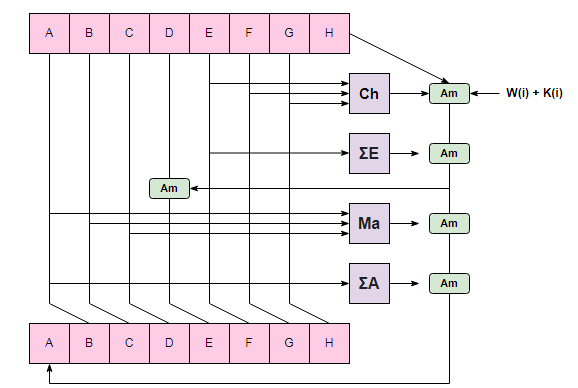 A B C D E F G H
Ch Am W(i) + K(i)
ΣE Am
Am
Ma Am
ΣA Am
A B C D E F G H